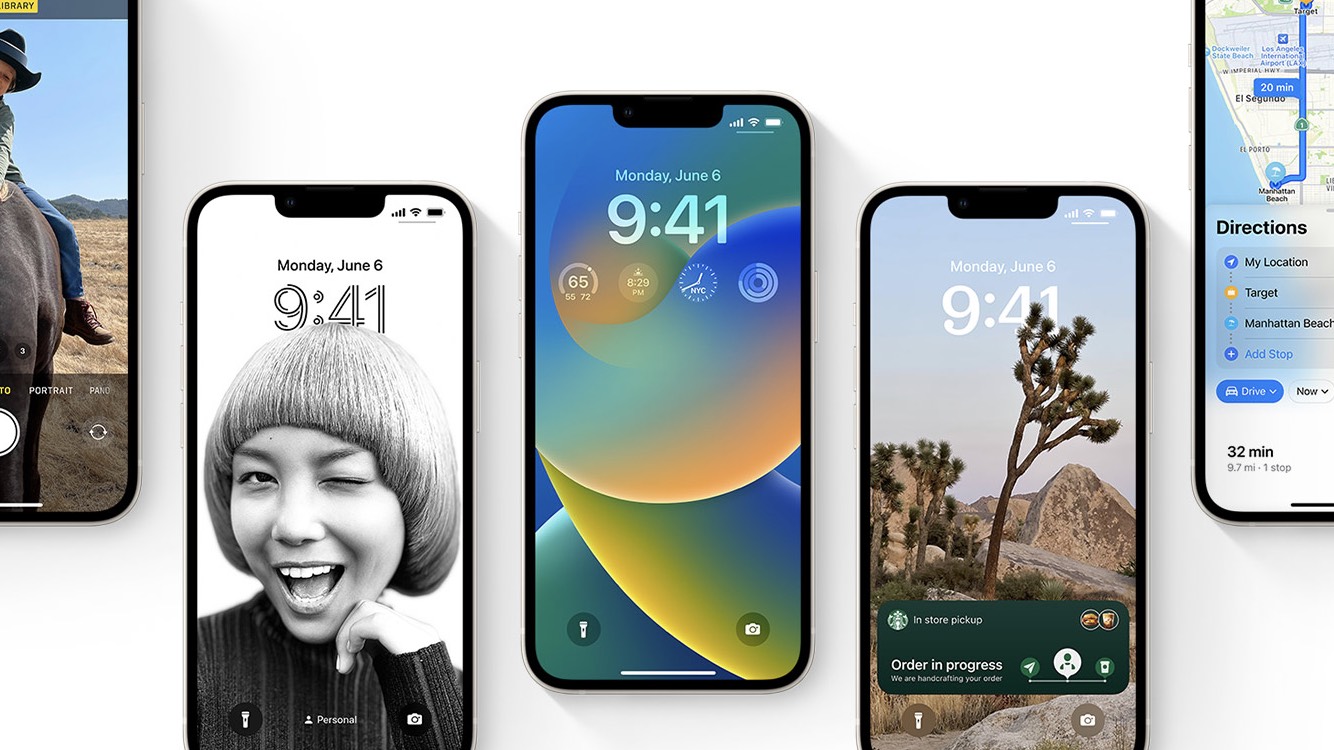 LIBRARY
TO PORTRAIT PANO
3
Monday, June 6
9:41
Personal
Monday, June 6
9:41
65
55 72
8:29
PM
NYC
Monday, June 6
9:41
In store pickup
Order in progress
We are handcrafting your order
Target
Dockweiler
State Beach
Los Angeles
International
Airport (LAX)
W IMPERIAL HWY
20 min
El Segundo
1
EL PORTO
Manhattan
Beach
Directions
My Location
Target
Manhattan Beach
Add Stop
Drive
Now
32 min
9.7 mi · 1 stop